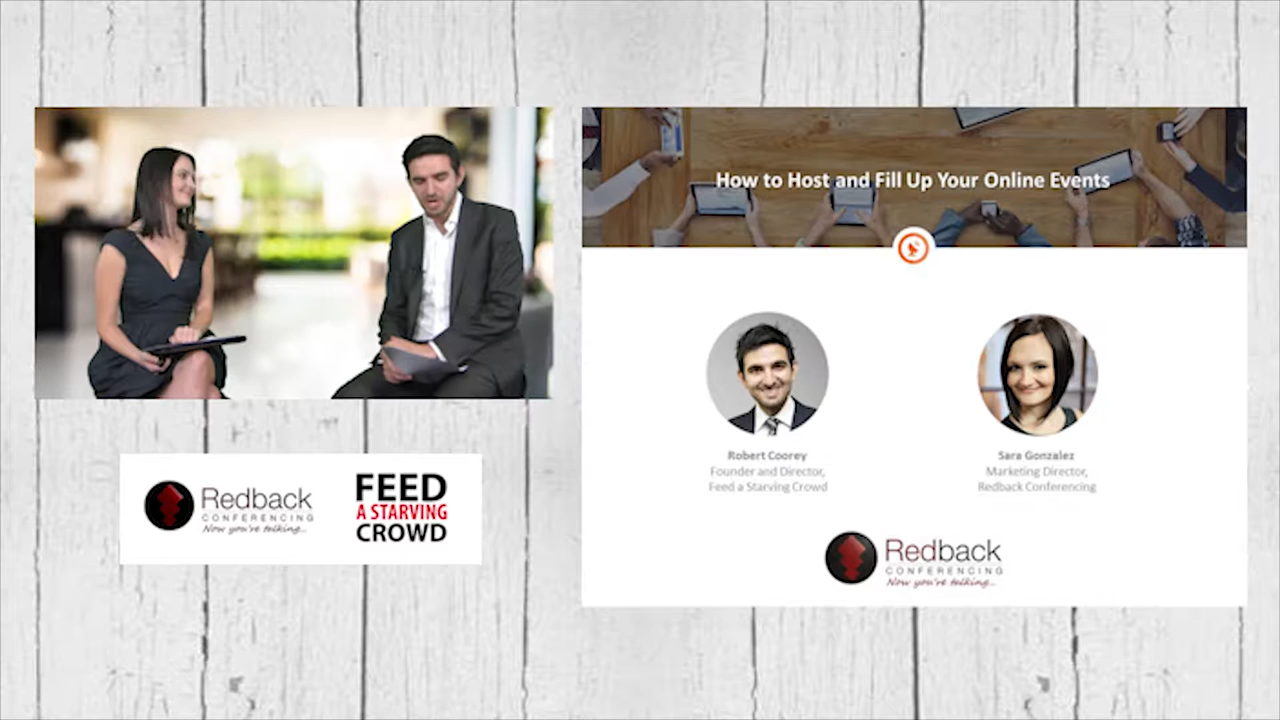 How to Host and Fill Up Your Online Events
Robert Coorey
Founder and Director,
Feed a Starving Crowd
Sara Gonzalez
Marketing Director,
Redback Conferencing
Redback
CONFERENCING
Now you're talking...
FEED
A STARVING
CROWD
Redback
CONFERENCING
Now you're talking...